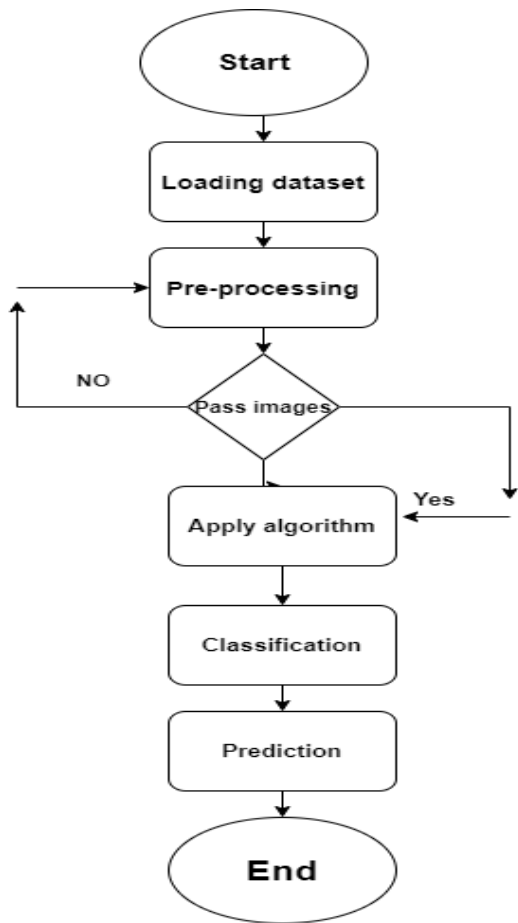 Start
Loading dataset
Pre-processing
NO
Pass images
Yes
Apply algorithm
Classification
Prediction
End